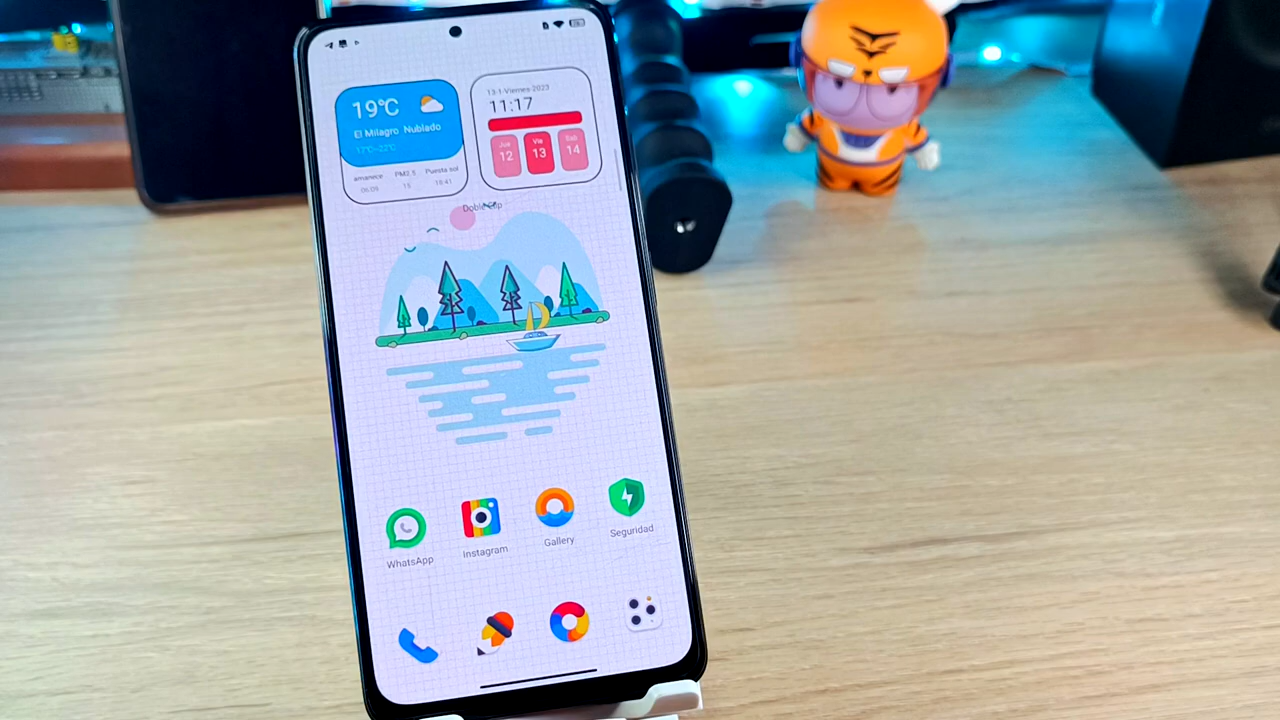 19°C
El Milagro Nublado
17°C~22°C
amanece PM2.5 Puesta sol
06:09 15 18:41
13-1-Viernes-2023
11:17
Jue Vie Sab
12 13 14
Doble Cap
WhatsApp
Instagram
Gallery
Seguridad